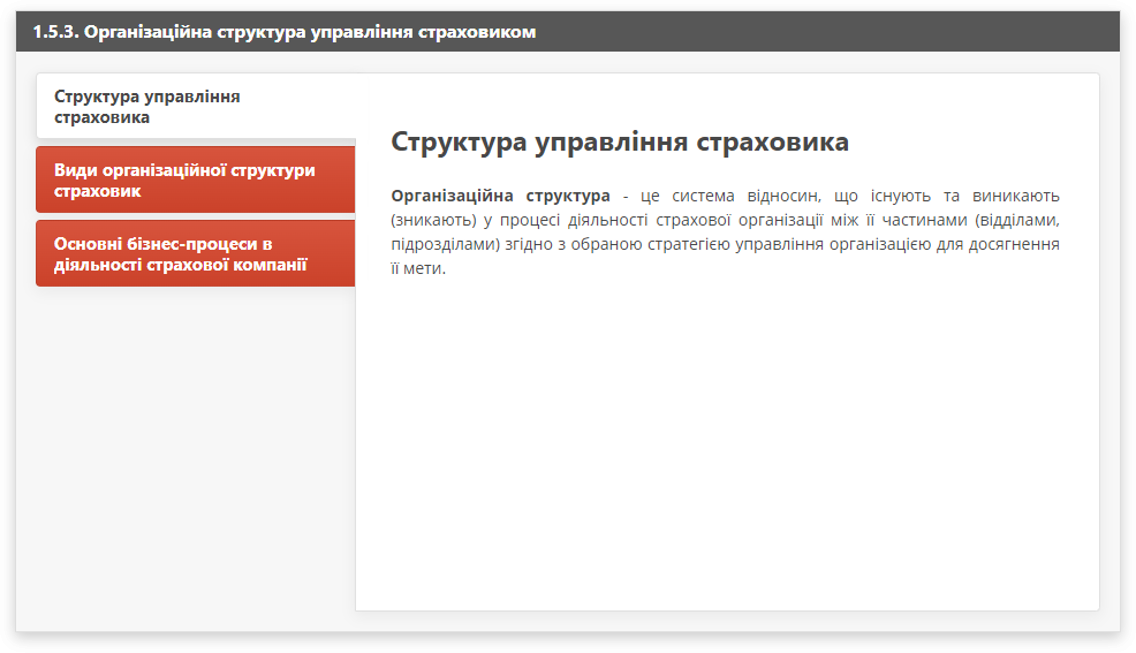 1.5.3. Організаційна структура управління страховиком
Структура управління
страховика
Види організаційної структури
страховик
Основні бізнес-процеси в
діяльності страхової компанії
Структура управління страховика
Організаційна структура - це система відносин, що існують та виникають
(зникають) у процесі діяльності страхової організації між її частинами (відділами,
підрозділами) згідно з обраною стратегією управління організацією для досягнення
її мети.